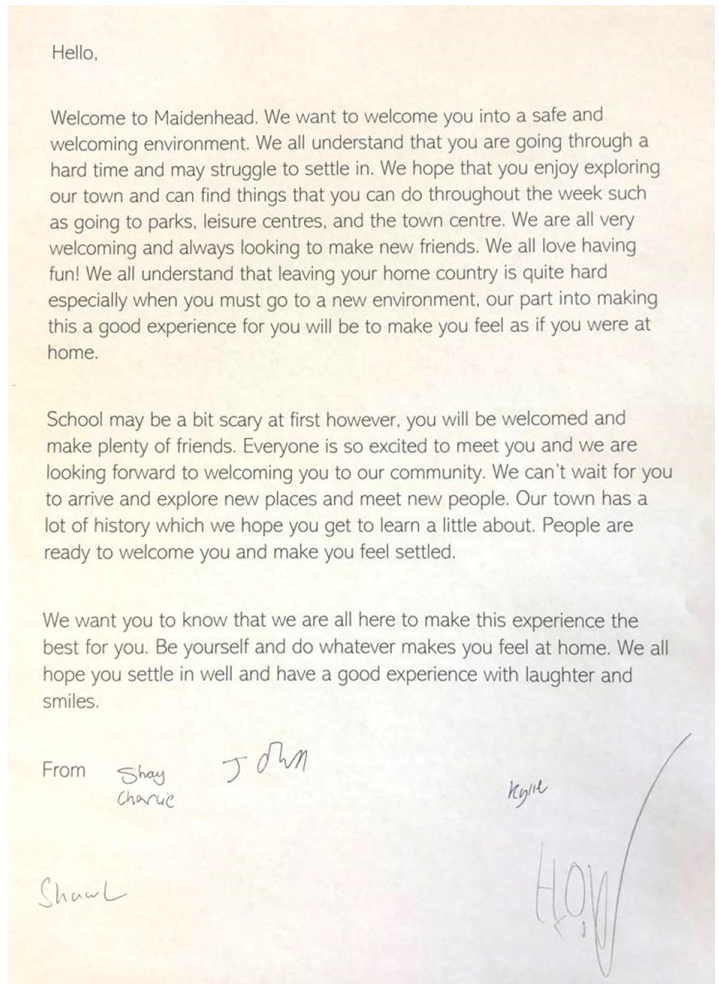 Hello,
Welcome to Maidenhead. We want to welcome you into a safe and
welcoming environment. We all understand that you are going through a
hard time and may struggle to settle in. We hope that you enjoy exploring
our town and can find things that you can do throughout the week such
as going to parks, leisure centres, and the town centre. We are all very
welcoming and always looking to make new friends. We all love having
fun! We all understand that leaving your home country is quite hard
especially when you must go to a new environment, our part into making
this a good experience for you will be to make you feel as if you were at
home.
School may be a bit scary at first however, you will be welcomed and
make plenty of friends. Everyone is so excited to meet you and we are
looking forward to welcoming you to our community. We can't wait for you
to arrive and explore new places and meet new people. Our town has a
lot of history which we hope you get to learn a little about. People are
ready to welcome you and make you feel settled.
We want you to know that we are all here to make this experience the
best for you. Be yourself and do whatever makes you feel at home. We all
hope you settle in well and have a good experience with laughter and
smiles.
From Shay John
Charlie Kylie